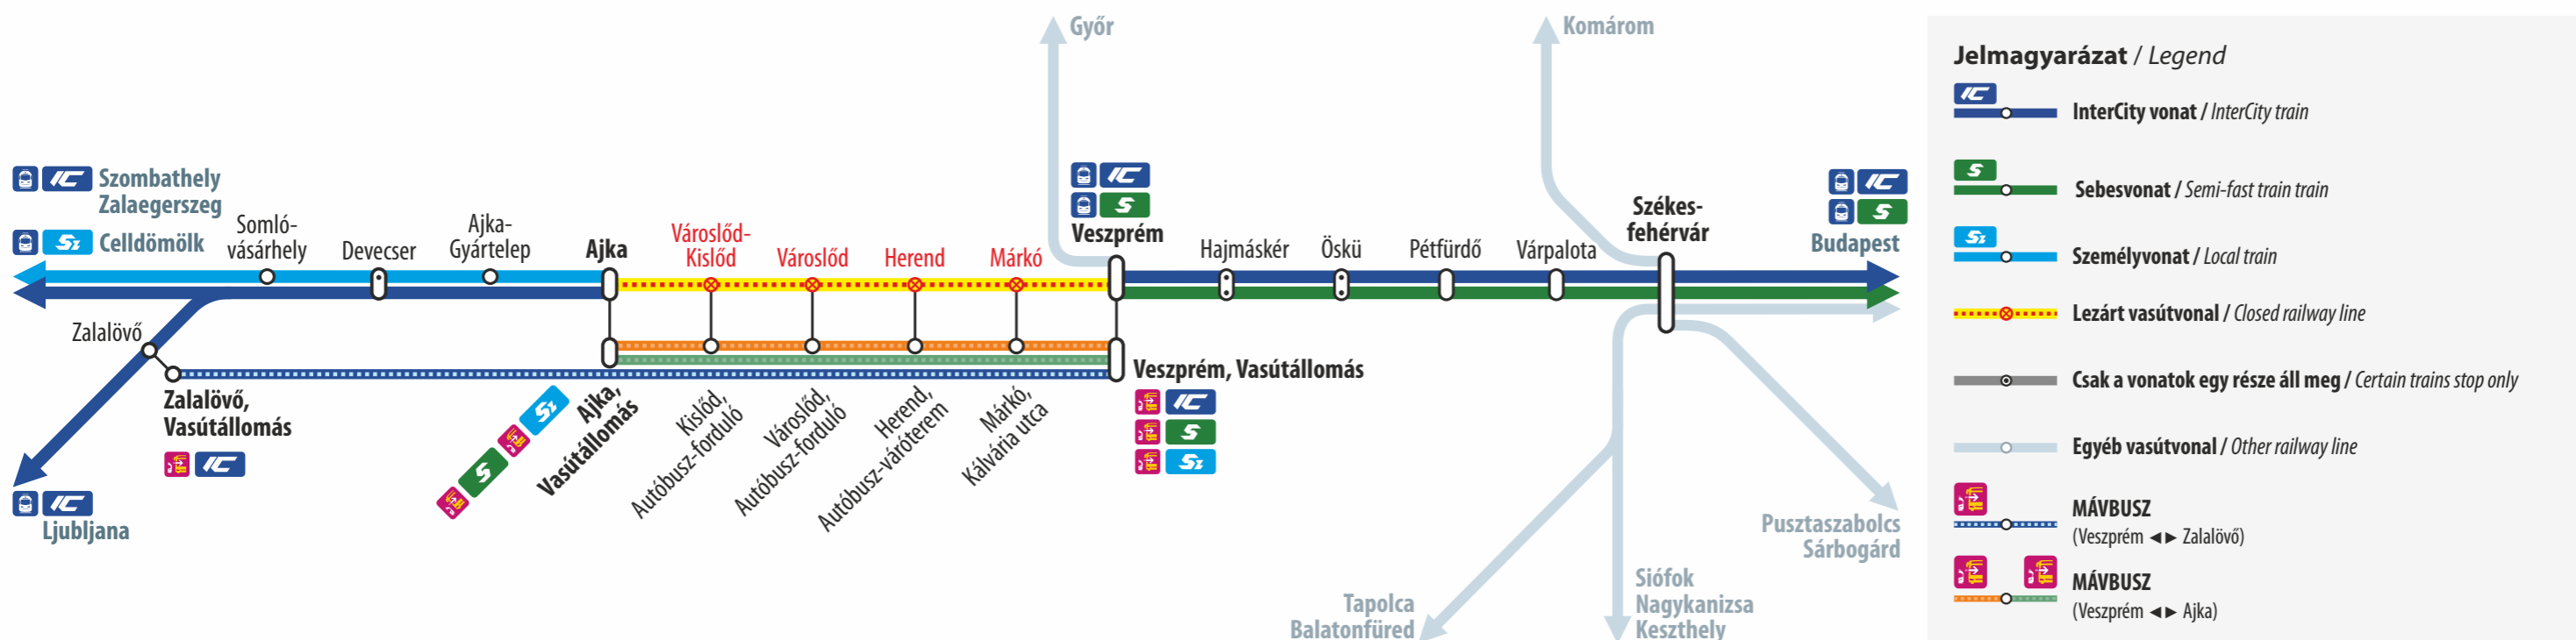 Győr
Komárom
IC
Szombathely
Zalaegerszeg
Sz
Celldömölk
Somló-
vásárhely
Devecser
Ajka-
Gyártelep
Ajka
Városlőd-
Kislőd
Városlőd
Herend
Márkó
IC
S
Veszprém
Hajmáskér
Öskü
Pétfürdő
Várpalota
Székes-
fehérvár
IC
S
Budapest
Zalalövő
Zalalövő,
Vasútállomás
IC
IC
Ljubljana
S
Sz
Ajka,
Vasútállomás
Kislőd,
Autóbusz-forduló
Városlőd,
Autóbusz-forduló
Herend,
Autóbusz-váróterem
Márkó,
Kálvária utca
Veszprém, Vasútállomás
IC
S
Sz
Tapolca
Balatonfüred
Siófok
Nagykanizsa
Keszthely
Pusztaszabolcs
Sárbogárd
Jelmagyarázat / Legend
IC
InterCity vonat / InterCity train
S
Sebesvonat / Semi-fast train train
Sz
Személyvonat / Local train
Lezárt vasútvonal / Closed railway line
Csak a vonatok egy része áll meg / Certain trains stop only
Egyéb vasútvonal / Other railway line
MÁVBUSZ
(Veszprém ◄► Zalalövő)
MÁVBUSZ
(Veszprém ◄► Ajka)